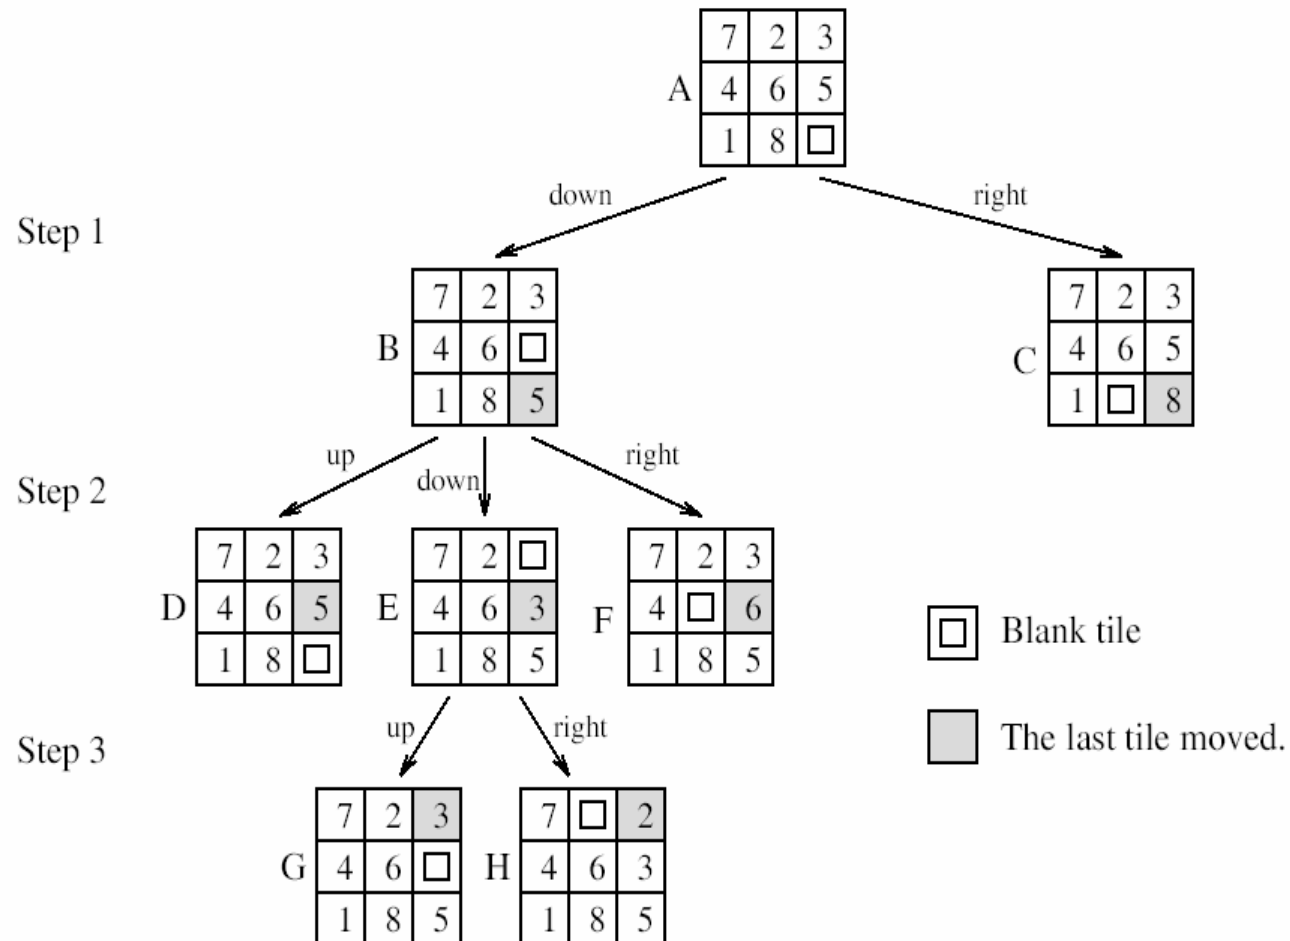 7 2 3
A 4 6 5
1 8
down right
Step 1
7 2 3 7 2 3
B 4 6 C 4 6 5
1 8 5 1 8
up down right
Step 2
7 2 3 7 2 7 2 3
D 4 6 5 E 4 6 3 F 4 6
1 8 1 8 5 1 8 5
Blank tile
up right
The last tile moved.
Step 3
7 2 3 7 2
G 4 6 H 4 6 3
1 8 5 1 8 5